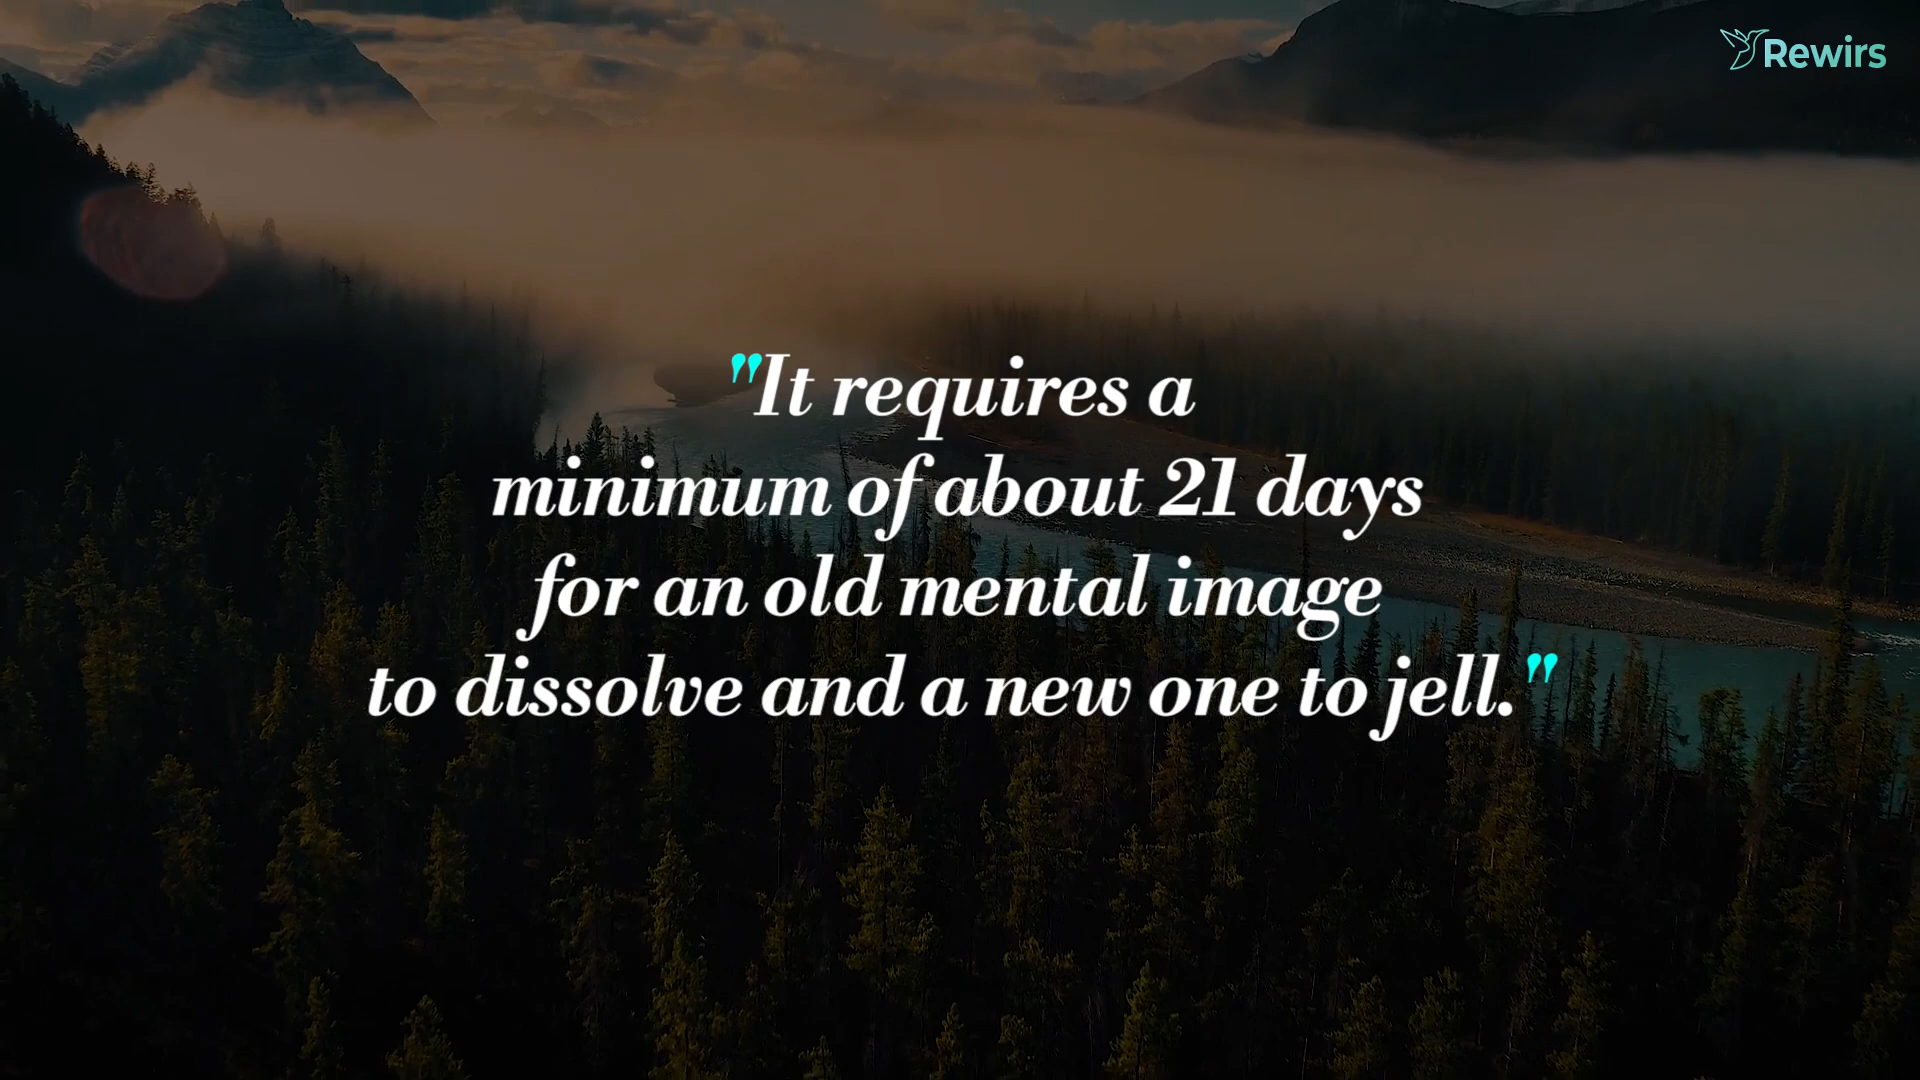 Rewirs
"It requires a
minimum of about 21 days
for an old mental image
to dissolve and a new one to jell."